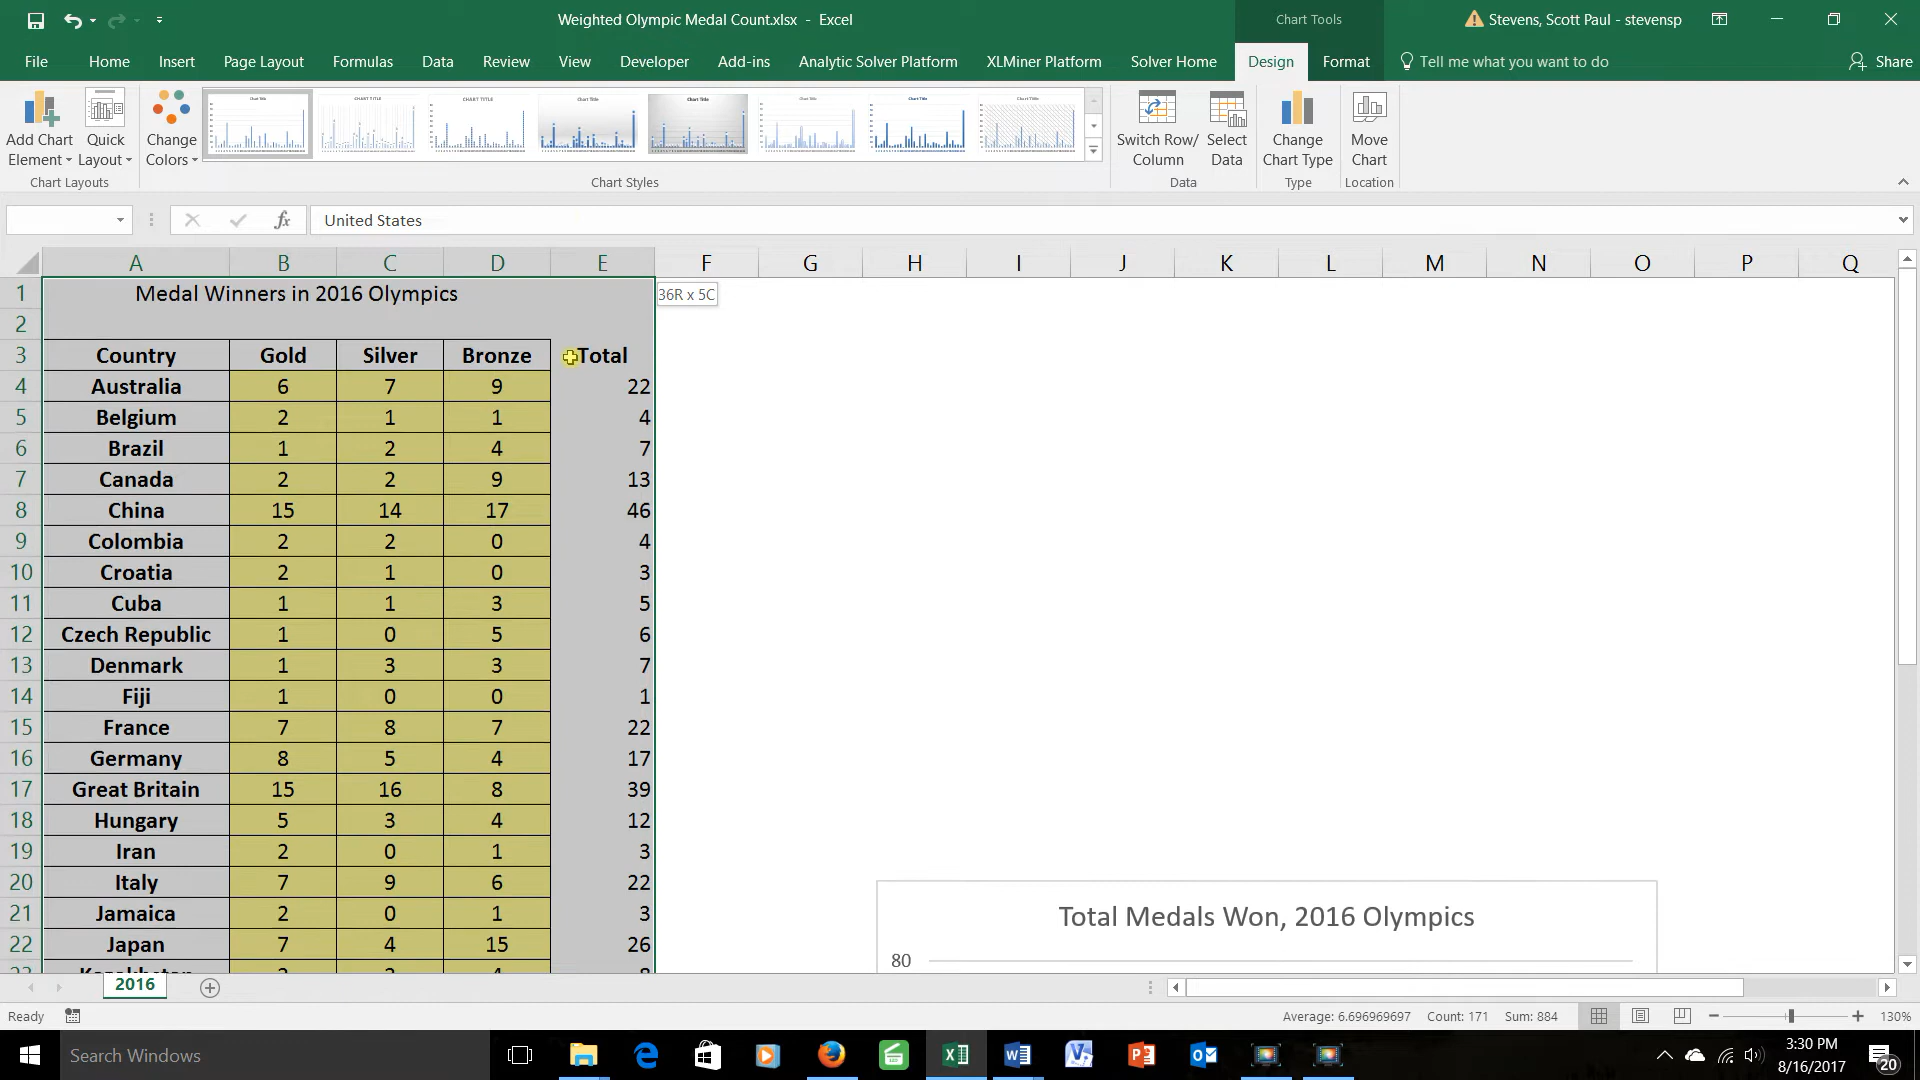 Weighted Olympic Medal Count.xlsx - Excel
Chart Tools
Stevens, Scott Paul - stevensp
File Home Insert Page Layout Formulas Data Review View Developer Add-ins Analytic Solver Platform XLMiner Platform Solver Home Design Format Tell me what you want to do Share
Add Chart Element
Quick Layout
Change Colors
Switch Row/Column
Select Data
Change Chart Type
Move Chart
Chart Layouts Chart Styles Data Type Location
fx United States
A B C D E F G H I J K L M N O P Q
1 Medal Winners in 2016 Olympics 36R x 5C
2
3 Country Gold Silver Bronze Total
4 Australia 6 7 9 22
5 Belgium 2 1 1 4
6 Brazil 1 2 4 7
7 Canada 2 2 9 13
8 China 15 14 17 46
9 Colombia 2 2 0 4
10 Croatia 2 1 0 3
11 Cuba 1 1 3 5
12 Czech Republic 1 0 5 6
13 Denmark 1 3 3 7
14 Fiji 1 0 0 1
15 France 7 8 7 22
16 Germany 8 5 4 17
17 Great Britain 15 16 8 39
18 Hungary 5 3 4 12
19 Iran 2 0 1 3
20 Italy 7 9 6 22
21 Jamaica 2 0 1 3
22 Japan 7 4 15 26
Total Medals Won, 2016 Olympics
80
2016
Ready Average: 6.696969697 Count: 171 Sum: 884 130%
Search Windows
3:30 PM
8/16/2017
20